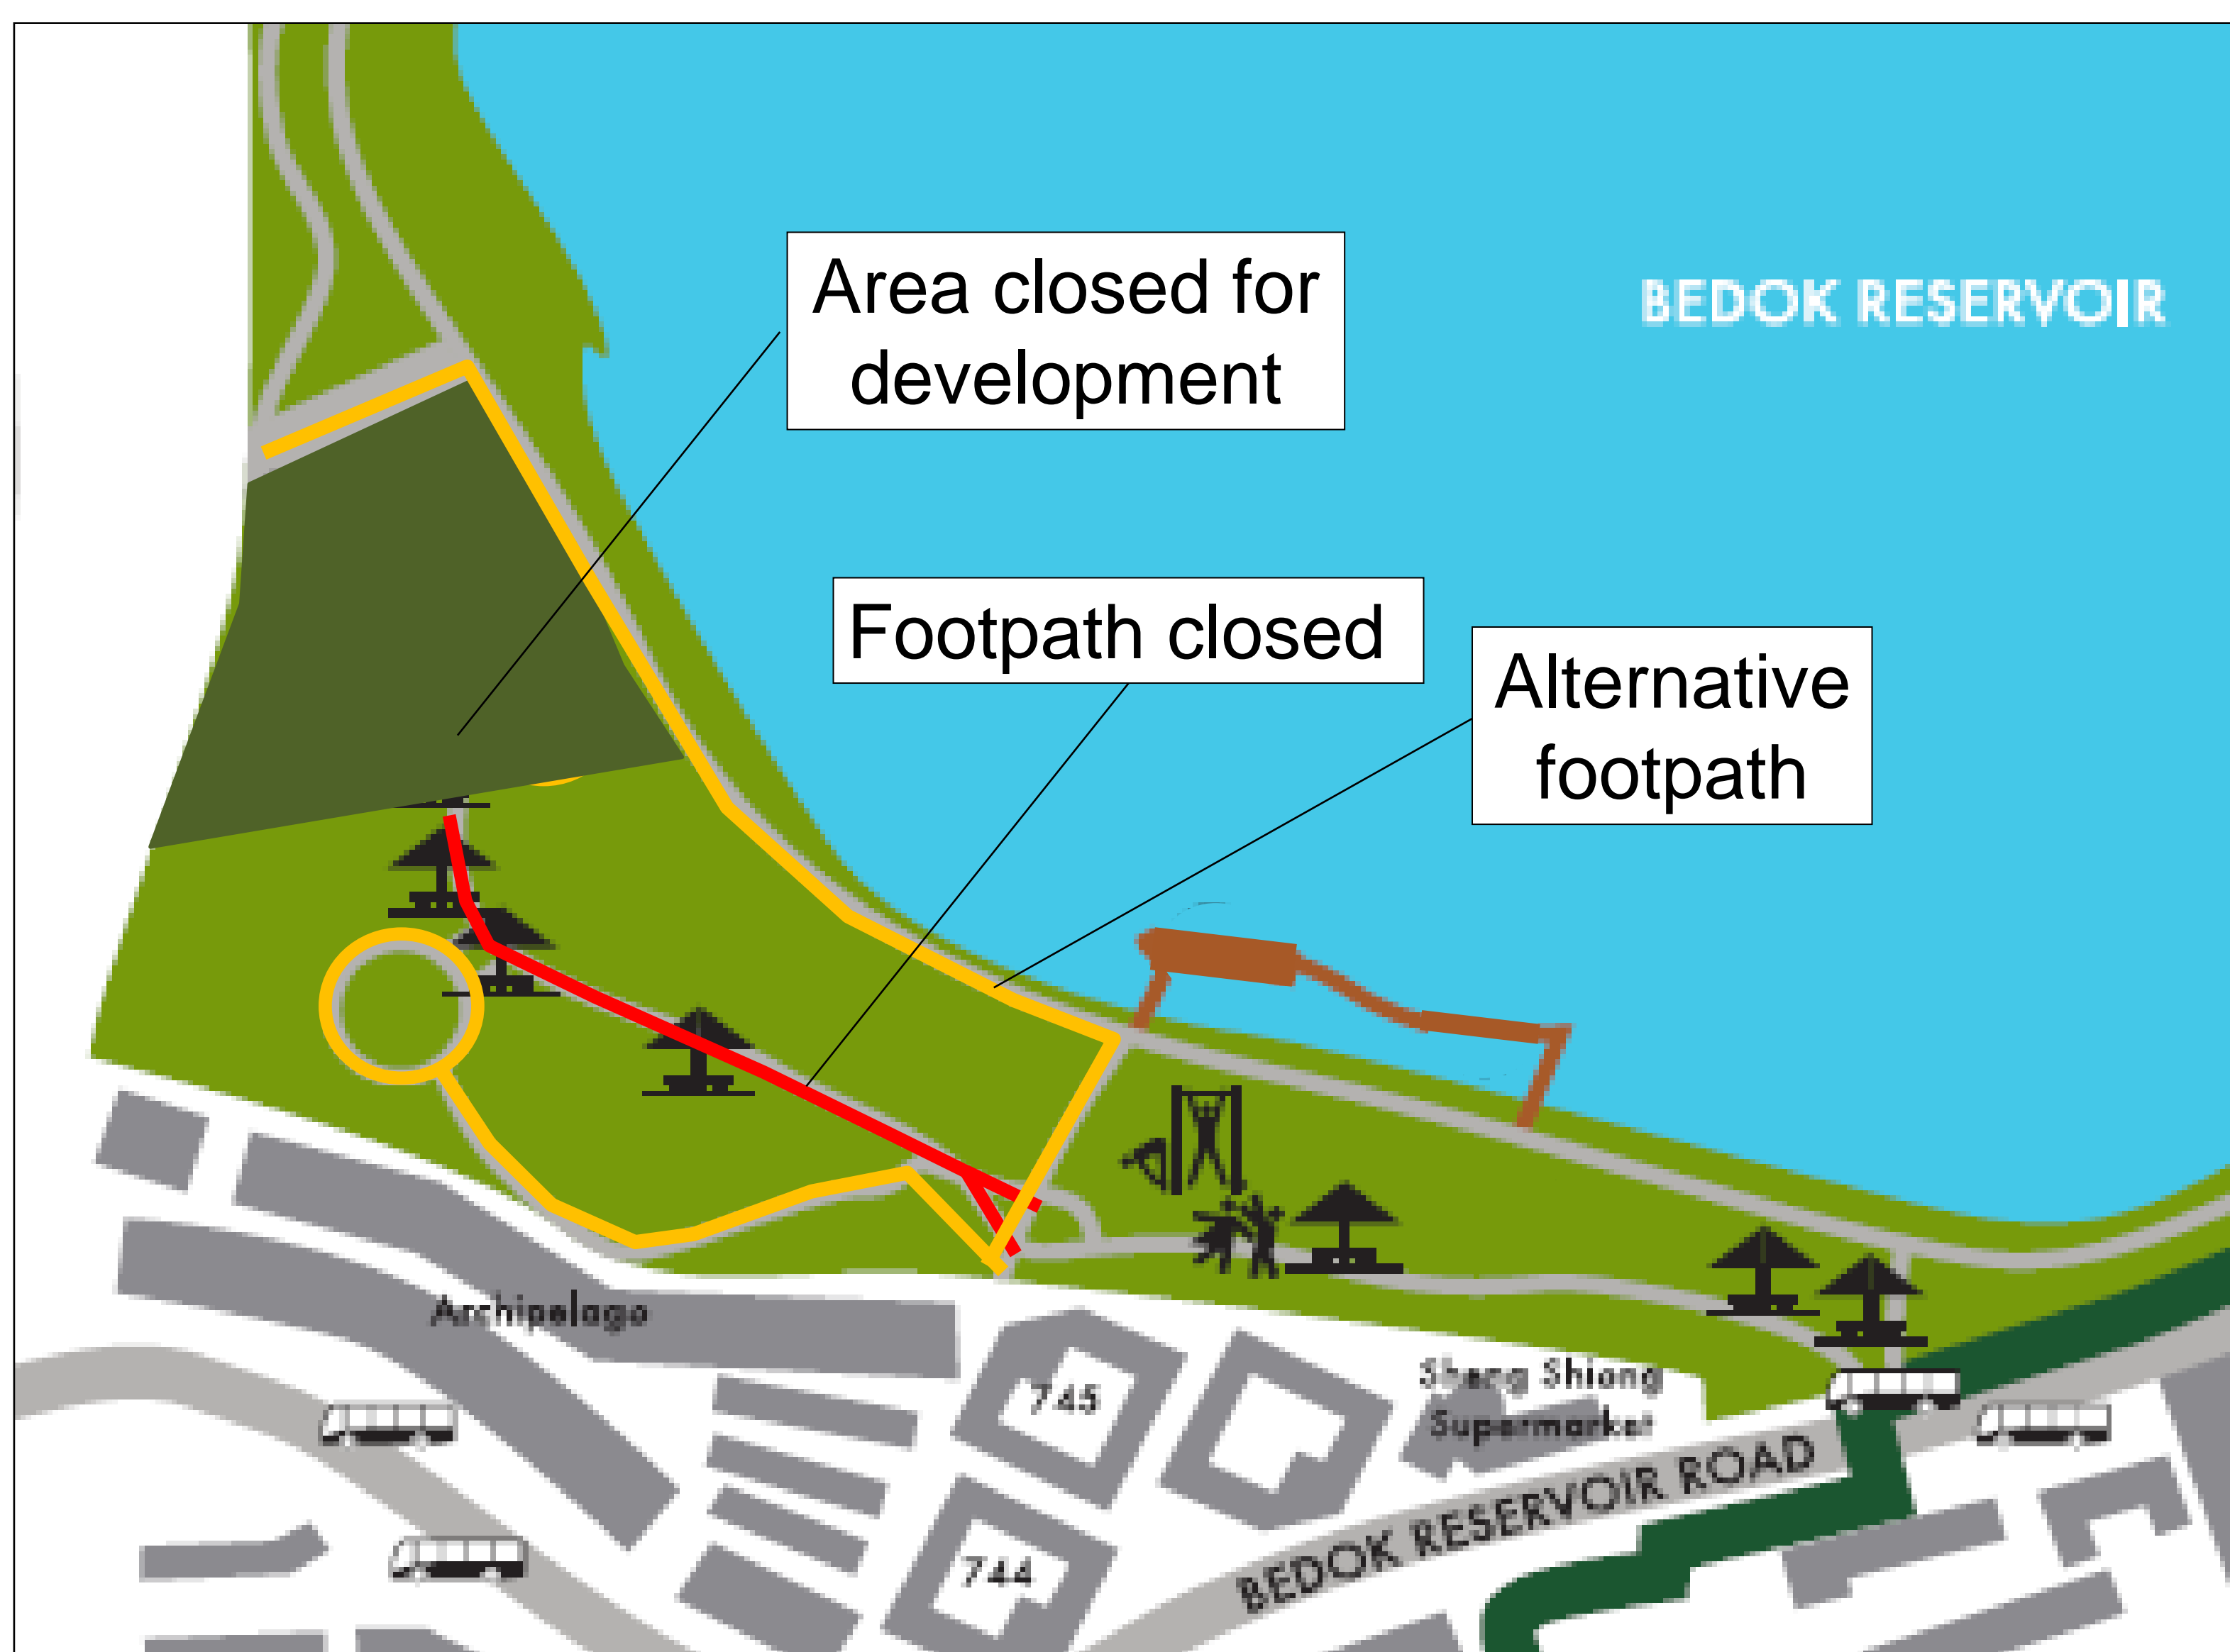 Area closed for
development
BEDOK RESERVOIR
Footpath closed
Alternative
footpath
Archipelago
745
Sheng Shiong
Supermarket
BEDOK RESERVOIR ROAD
744